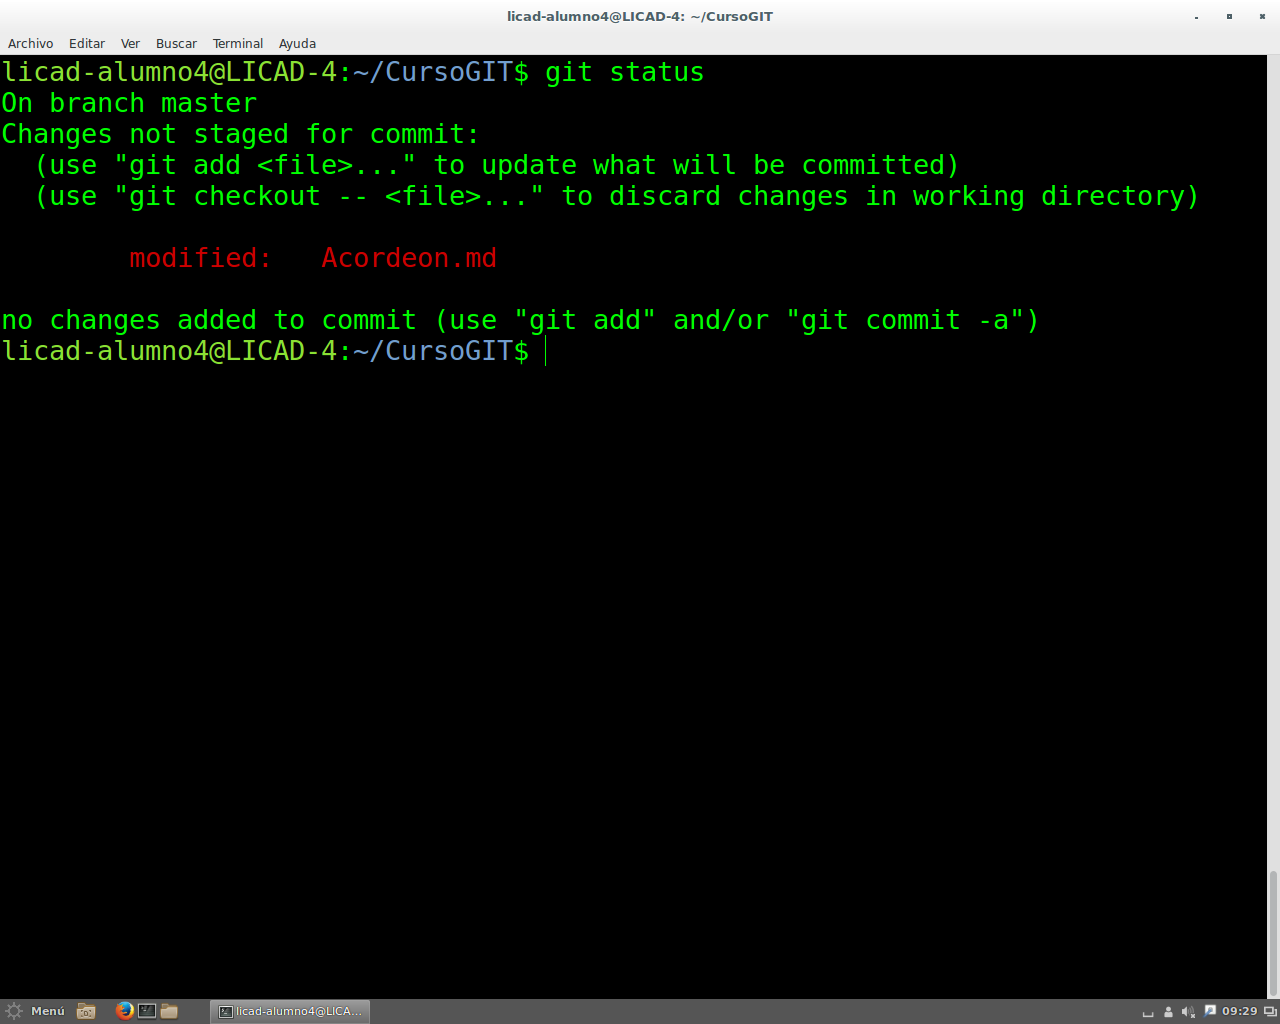 licad-alumno4@LICAD-4: ~/CursoGIT
Archivo Editar Ver Buscar Terminal Ayuda
licad-alumno4@LICAD-4:~/CursoGIT$ git status
On branch master
Changes not staged for commit:
  (use "git add <file>..." to update what will be committed)
  (use "git checkout -- <file>..." to discard changes in working directory)
        modified:   Acordeon.md
no changes added to commit (use "git add" and/or "git commit -a")
licad-alumno4@LICAD-4:~/CursoGIT$
Menú licad-alumno4@LICA... 09:29